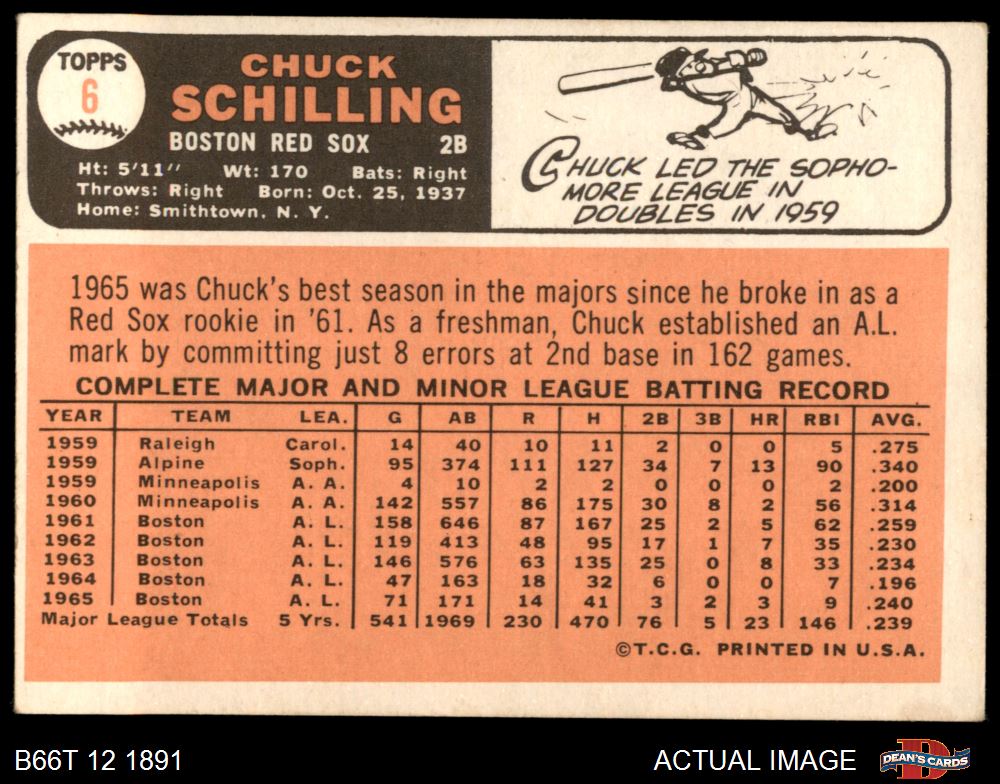 TOPPS
6
CHUCK
SCHILLING
BOSTON RED SOX 2B
Ht: 5'11" Wt: 170 Bats: Right
Throws: Right Born: Oct. 25, 1937
Home: Smithtown, N. Y.
CHUCK LED THE SOPHO-
MORE LEAGUE IN
DOUBLES IN 1959
1965 was Chuck's best season in the majors since he broke in as a
Red Sox rookie in '61. As a freshman, Chuck established an A.L.
mark by committing just 8 errors at 2nd base in 162 games.
COMPLETE MAJOR AND MINOR LEAGUE BATTING RECORD
YEAR TEAM LEA. G AB R H 2B 3B HR RBI AVG.
1959 Raleigh Carol. 14 40 10 11 2 0 0 5 .275
1959 Alpine Soph. 95 374 111 127 34 7 13 90 .340
1959 Minneapolis A. A. 4 10 2 2 0 0 0 2 .200
1960 Minneapolis A. A. 142 557 86 175 30 8 2 56 .314
1961 Boston A. L. 158 646 87 167 25 2 5 62 .259
1962 Boston A. L. 119 413 48 95 17 1 7 35 .230
1963 Boston A. L. 146 576 63 135 25 0 8 33 .234
1964 Boston A. L. 47 163 18 32 6 0 0 7 .196
1965 Boston A. L. 71 171 14 41 3 2 3 9 .240
Major League Totals 5 Yrs. 541 1969 230 470 76 5 23 146 .239
©T.C.G. PRINTED IN U.S.A.
B66T 12 1891 ACTUAL IMAGE DEAN'S CARDS